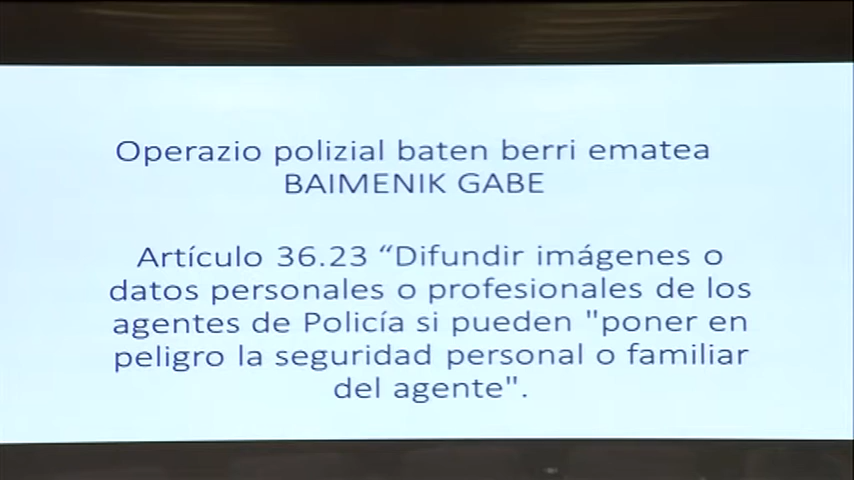 Operazio polizial baten berri ematea
BAIMENIK GABE
Artículo 36.23 “Difundir imágenes o
datos personales o profesionales de los
agentes de Policía si pueden "poner en
peligro la seguridad personal o familiar
del agente".